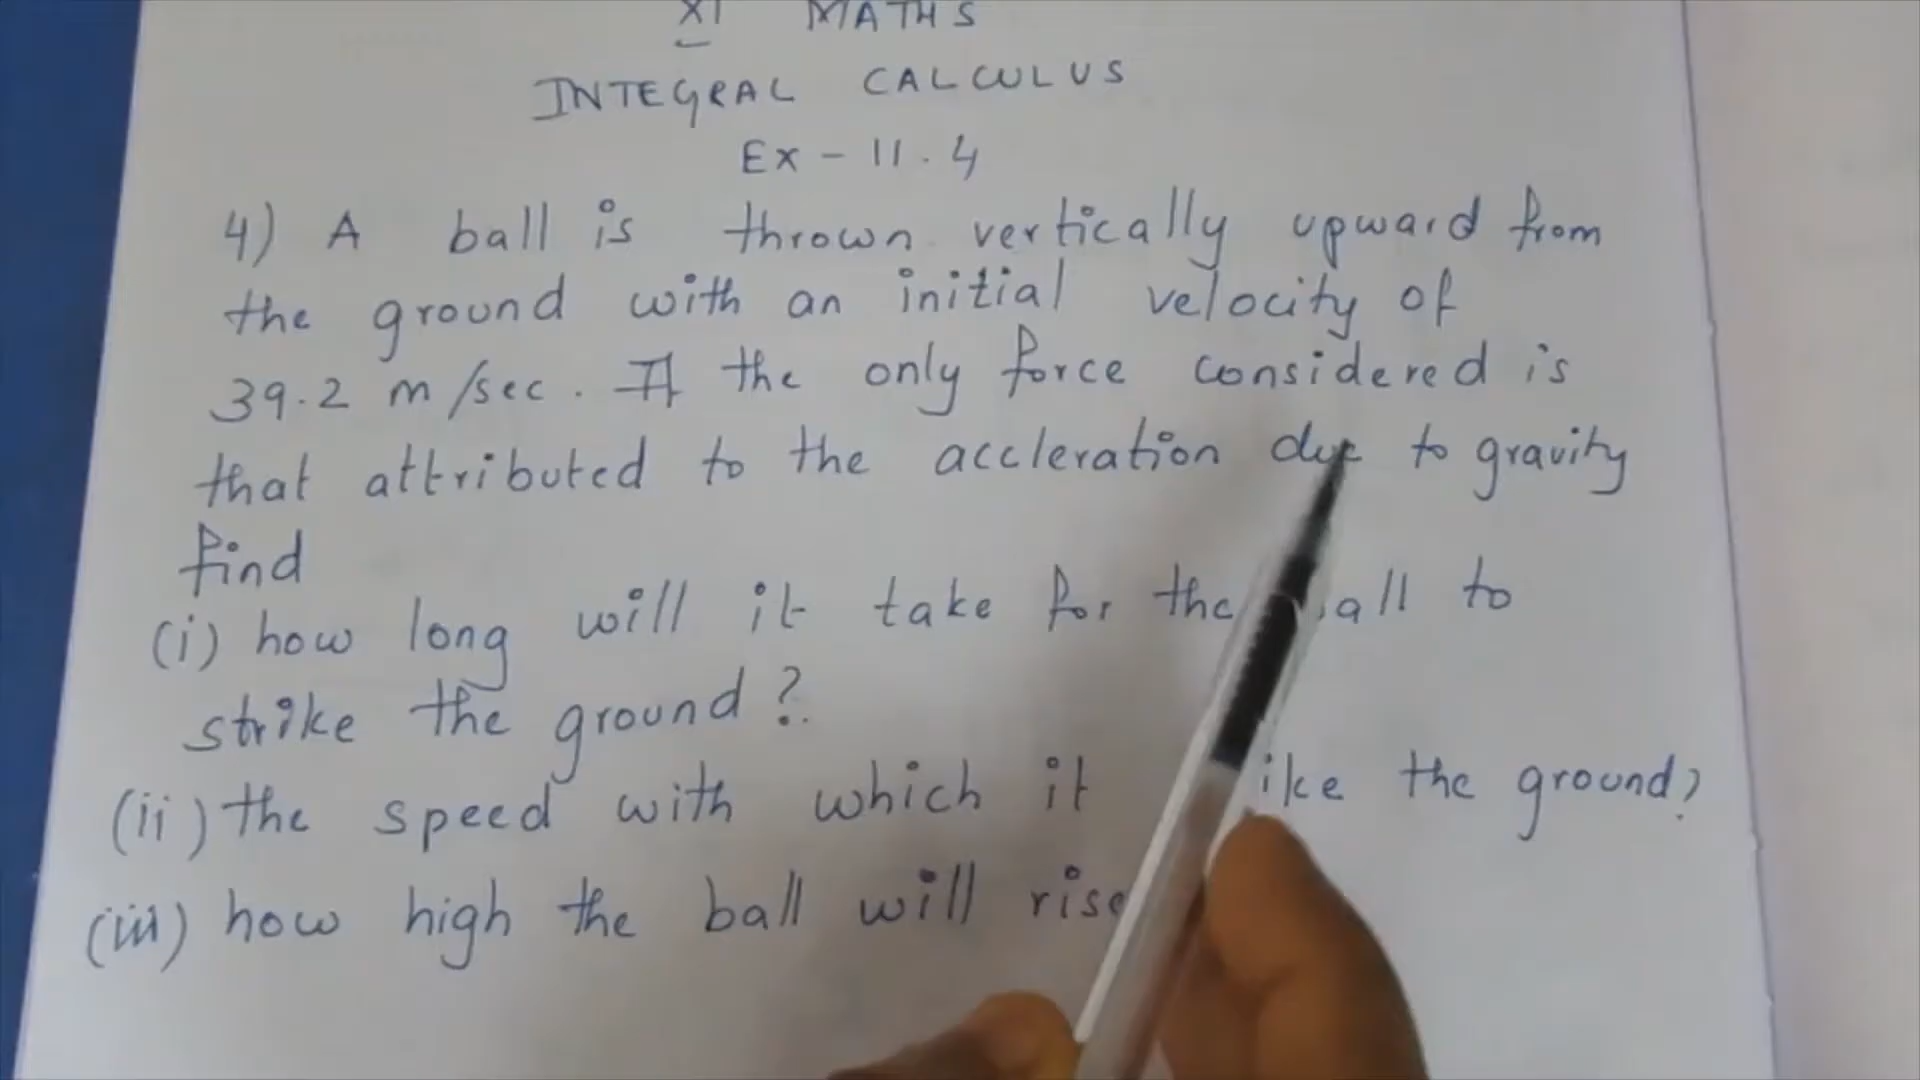 XI MATHS
INTEGRAL CALCULUS
Ex - 11.4
4) A ball is thrown vertically upward from
the ground with an initial velocity of
39.2 m/sec. If the only force considered is
that attributed to the accleration due to gravity
find
(i) how long will it take for the all to
strike the ground?
(ii) the speed with which it ike the ground?
(iii) how high the ball will rise